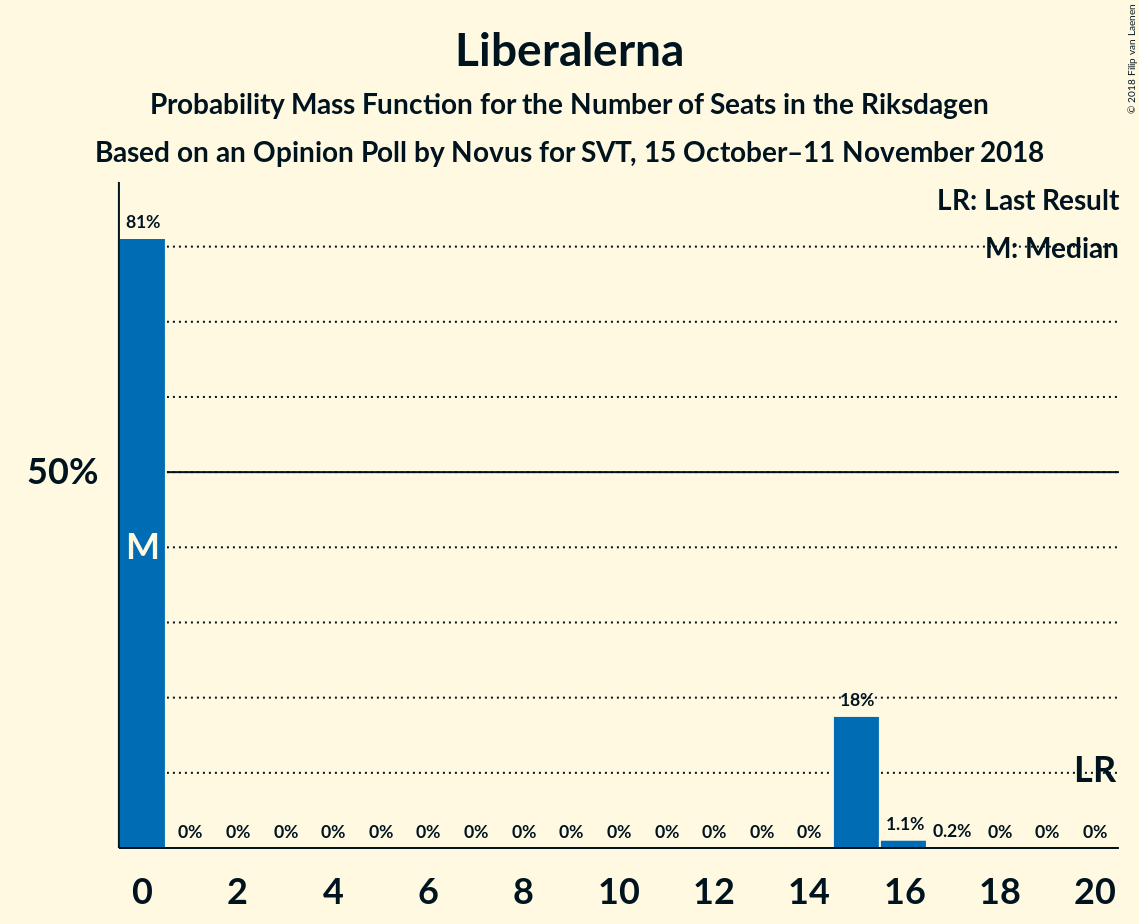 Liberalerna
Probability Mass Function for the Number of Seats in the Riksdagen
Based on an Opinion Poll by Novus for SVT, 15 October–11 November 2018
© 2018 Filip van Laenen
LR: Last Result
M: Median
81%
50%
M
18%
LR
0% 0% 0% 0% 0% 0% 0% 0% 0% 0% 0% 0% 0% 0% 1.1% 0.2% 0% 0% 0%
0 2 4 6 8 10 12 14 16 18 20